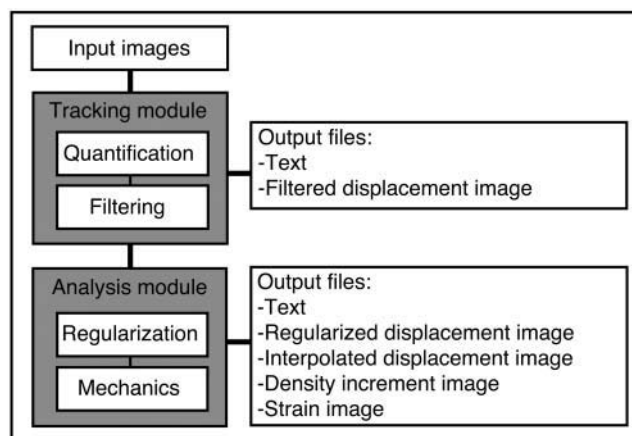 Input images
Tracking module
Quantification
Filtering
Output files:
-Text
-Filtered displacement image
Analysis module
Regularization
Mechanics
Output files:
-Text
-Regularized displacement image
-Interpolated displacement image
-Density increment image
-Strain image